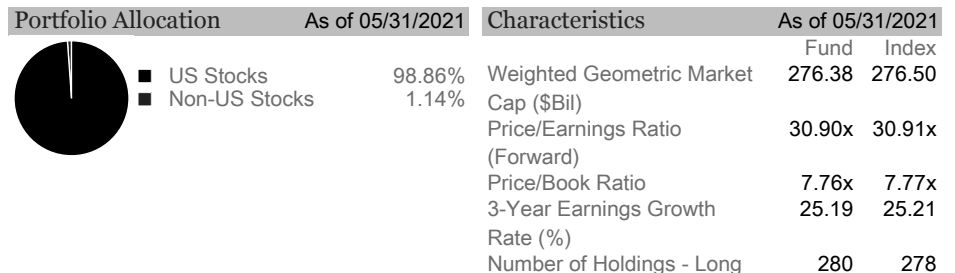 Portfolio Allocation As of 05/31/2021
US Stocks 98.86%
Non-US Stocks 1.14%
Characteristics As of 05/31/2021
Fund Index
Weighted Geometric Market 276.38 276.50
Cap ($Bil)
Price/Earnings Ratio 30.90x 30.91x
(Forward)
Price/Book Ratio 7.76x 7.77x
3-Year Earnings Growth 25.19 25.21
Rate (%)
Number of Holdings - Long 280 278